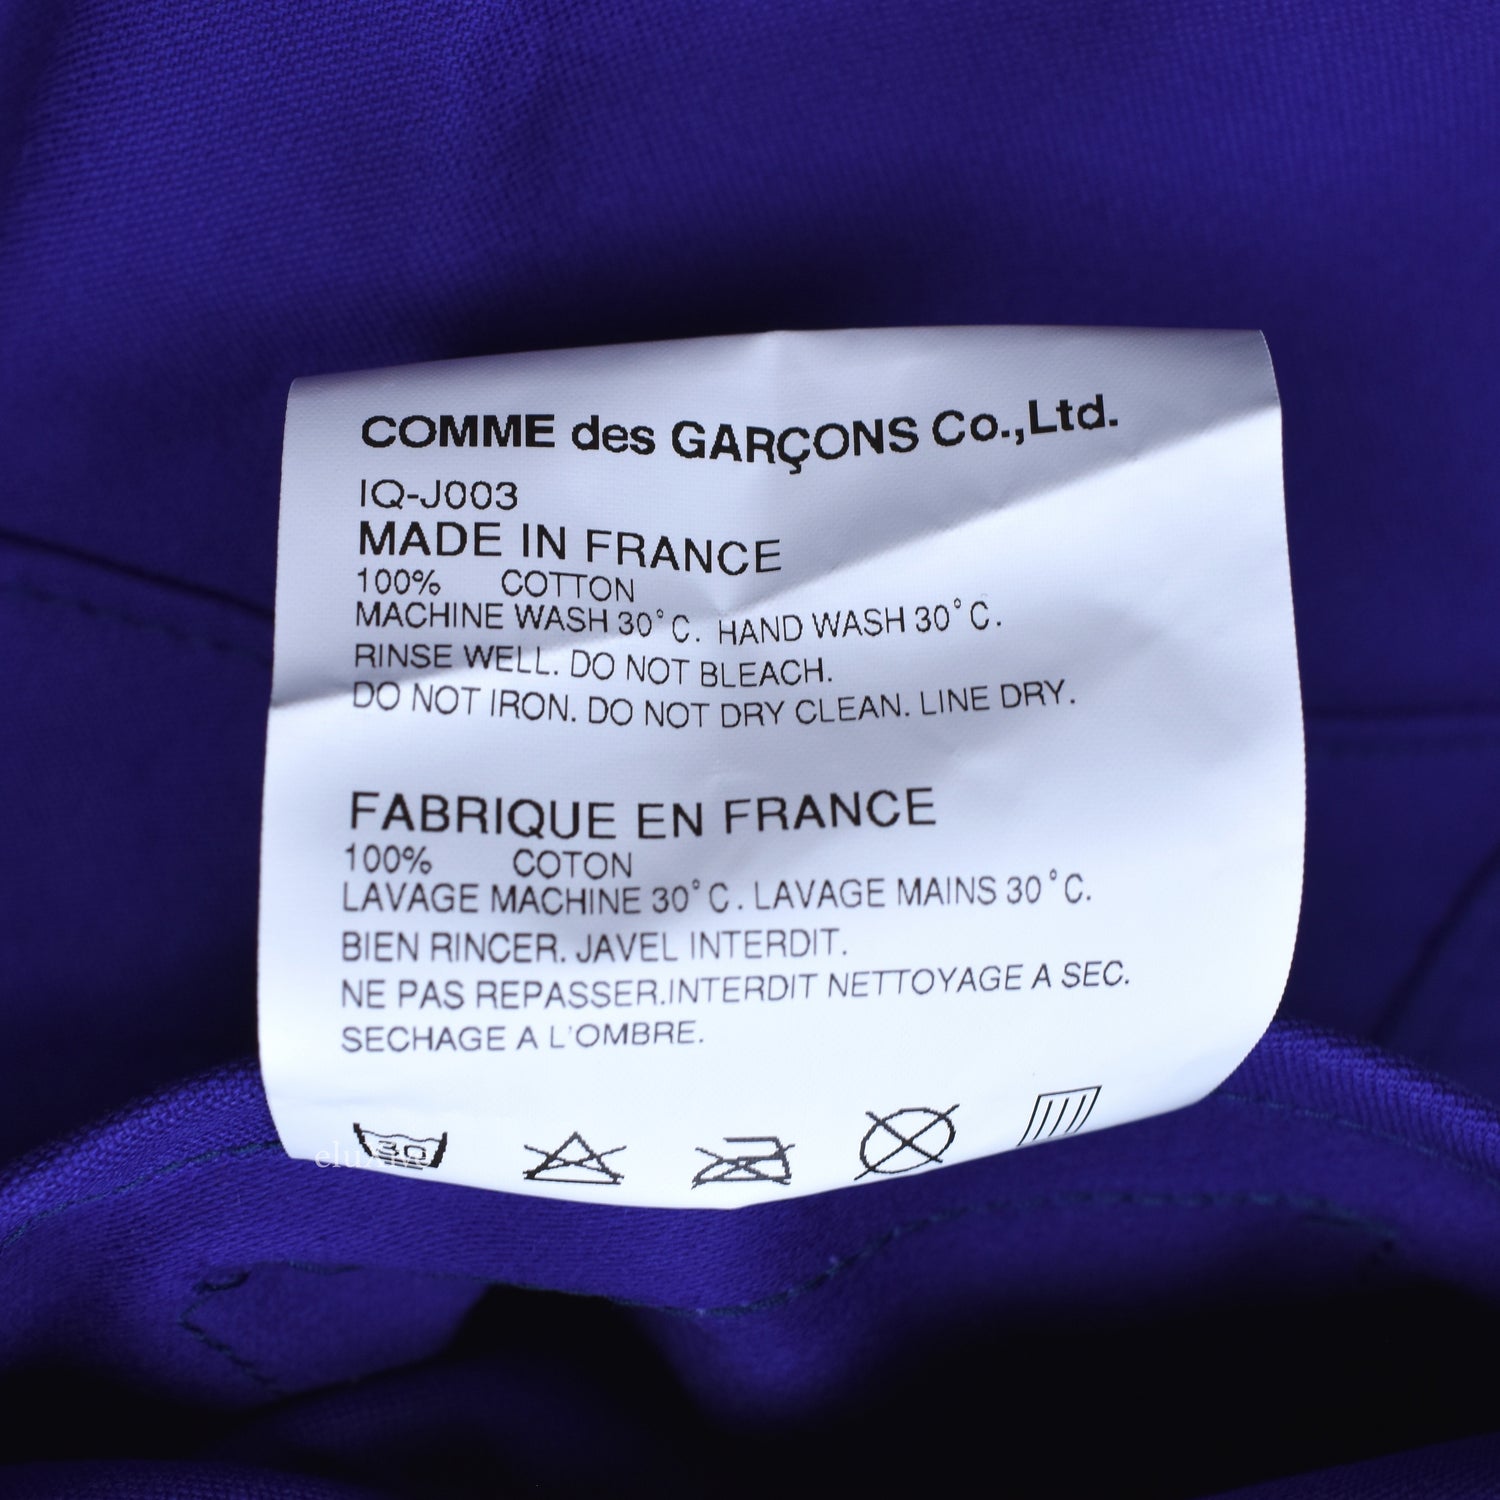 COMME des GARÇONS Co.,Ltd.
IQ-J003
MADE IN FRANCE
100% COTTON
MACHINE WASH 30°C. HAND WASH 30°C.
RINSE WELL. DO NOT BLEACH.
DO NOT IRON. DO NOT DRY CLEAN. LINE DRY.
FABRIQUE EN FRANCE
100% COTON
LAVAGE MACHINE 30°C. LAVAGE MAINS 30°C.
BIEN RINCER. JAVEL INTERDIT.
NE PAS REPASSER.INTERDIT NETTOYAGE A SEC.
SECHAGE A L'OMBRE.
30